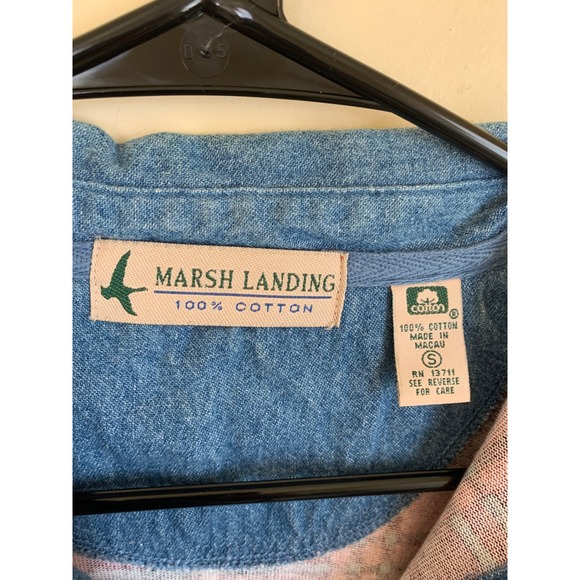 MARSH LANDING
100% COTTON
cotton
®
100% COTTON
MADE IN
MACAU
S
RN 13711
SEE REVERSE
FOR CARE